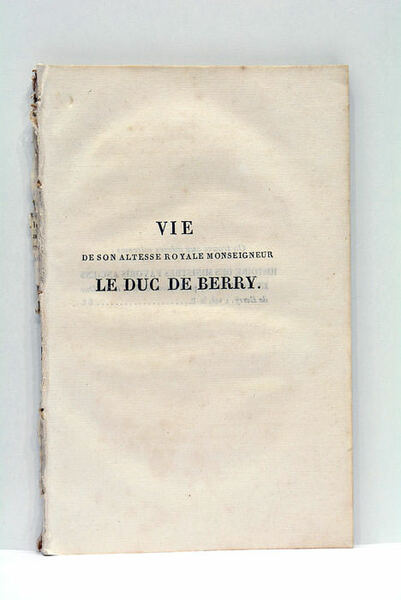 VIE
DE SON ALTESSE ROYALE MONSEIGNEUR
LE DUC DE BERRY.